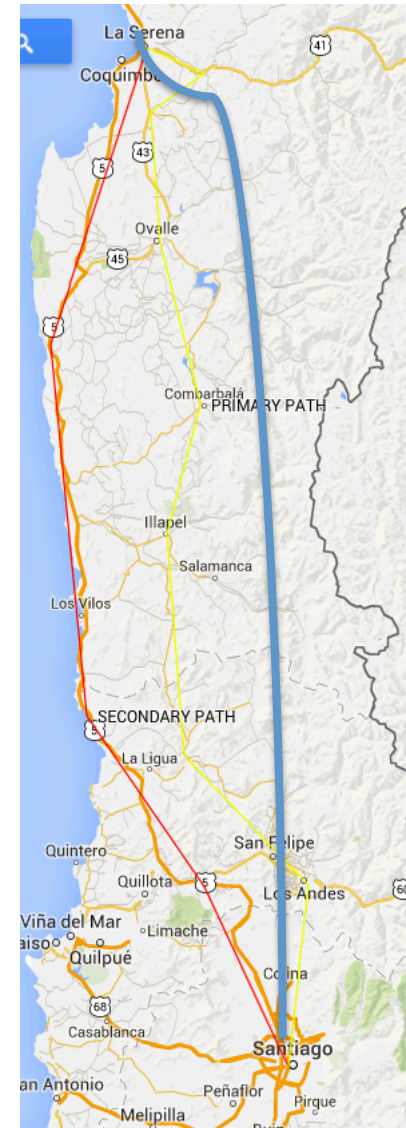 La Serena
41
Coquimbo
43
5
Ovalle
45
5
Combarbalá
PRIMARY PATH
Illapel
Salamanca
Los Vilos
SECONDARY PATH
5
La Ligua
San Felipe
Quintero
Quillota
5
Los Andes
60
Viña del Mar
aiso
Limache
Quilpué
Colina
68
Casablanca
Santiago
an Antonio
Peñaflor
Pirque
Melipilla